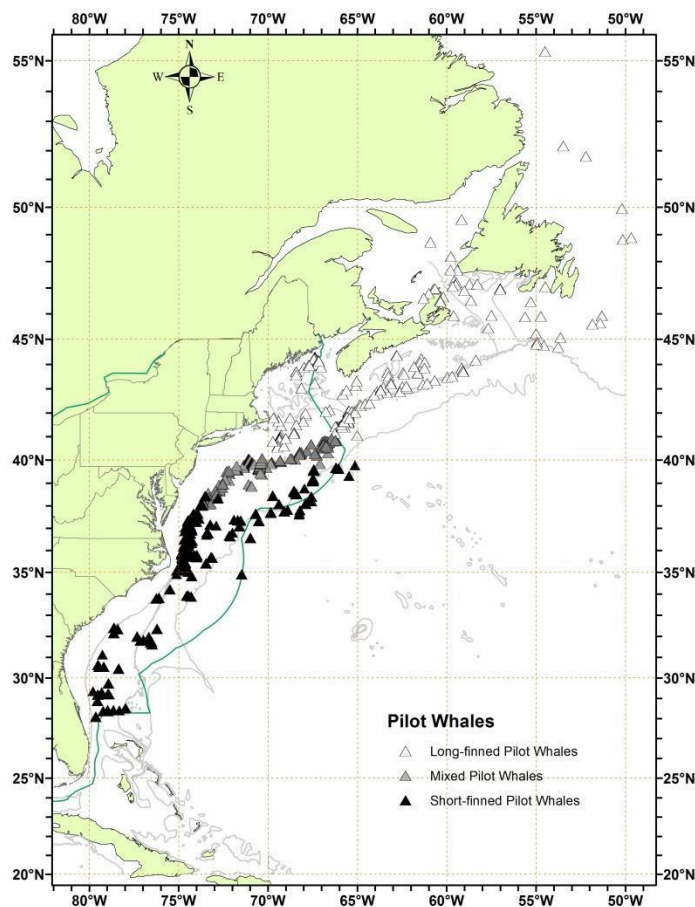 80°W 75°W 70°W 65°W 60°W 55°W 50°W
N
W E
S
55°N 55°N
50°N 50°N
45°N 45°N
40°N 40°N
35°N 35°N
30°N 30°N
Pilot Whales
Long-finned Pilot Whales
Mixed Pilot Whales
25°N 25°N
Short-finned Pilot Whales
20°N 20°N
80°W 75°W 70°W 65°W 60°W 55°W 50°W